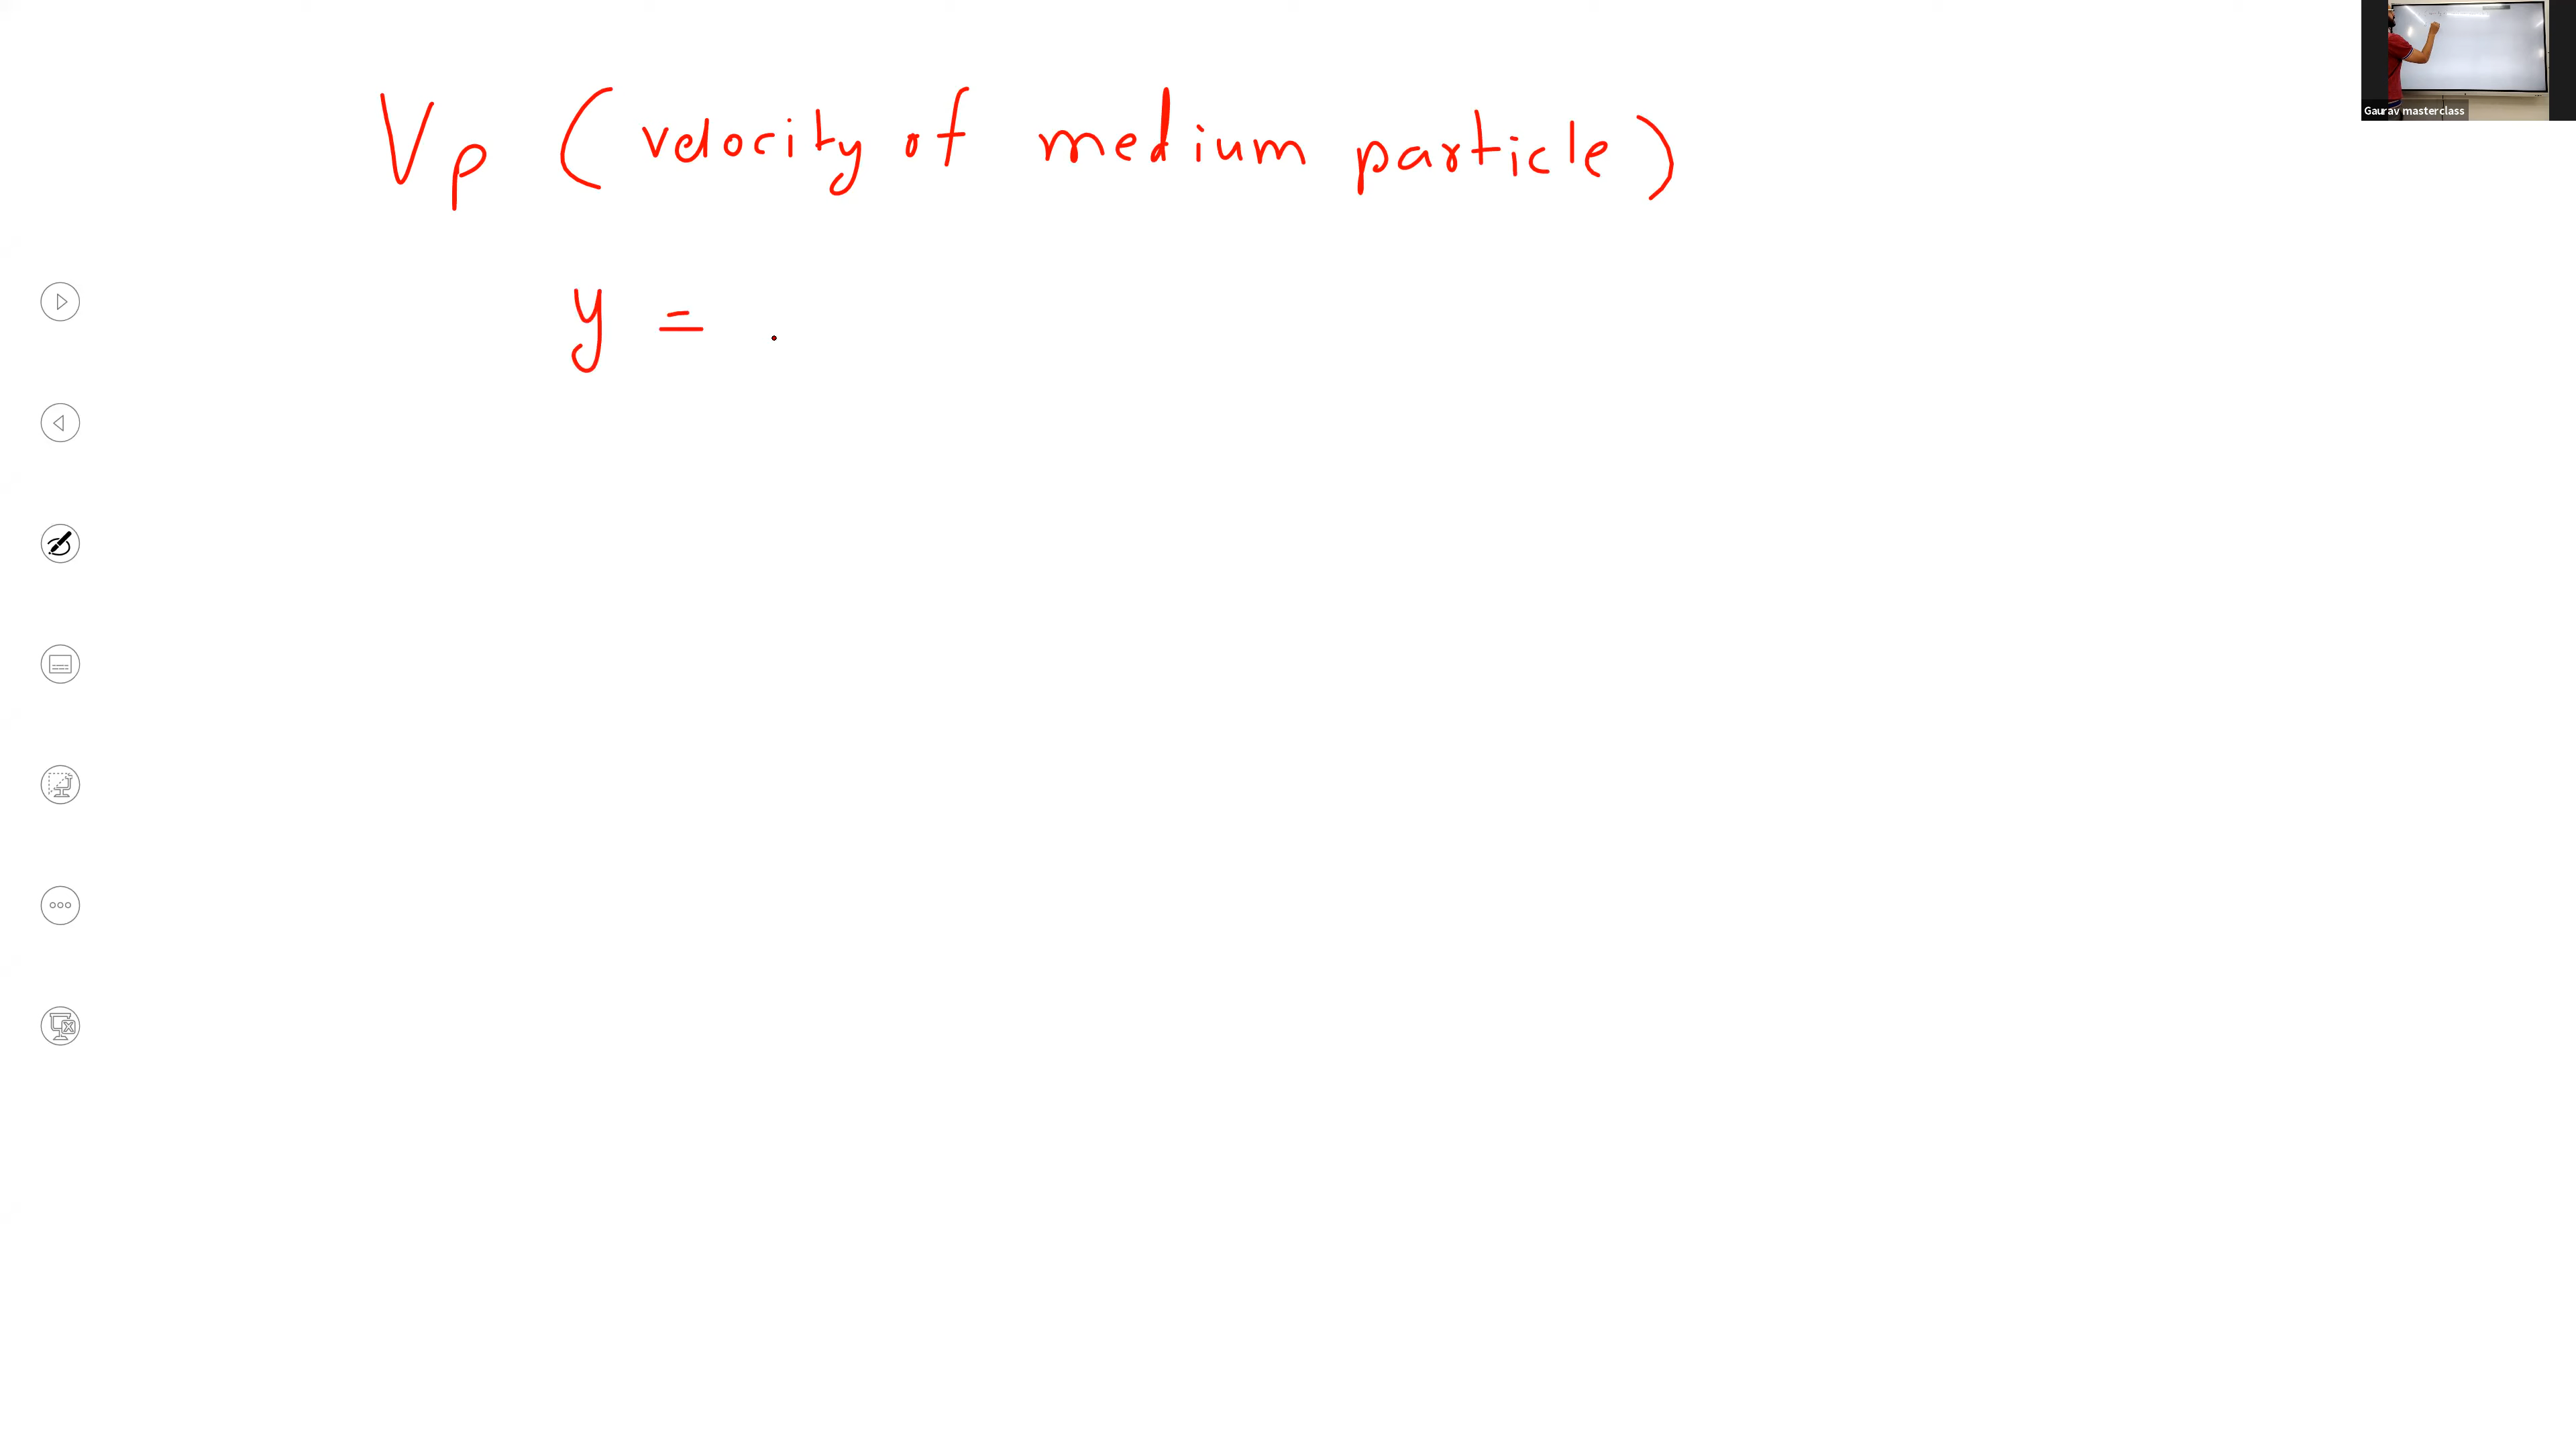 Gaurav masterclass
Vp (velocity of medium particle)
y =